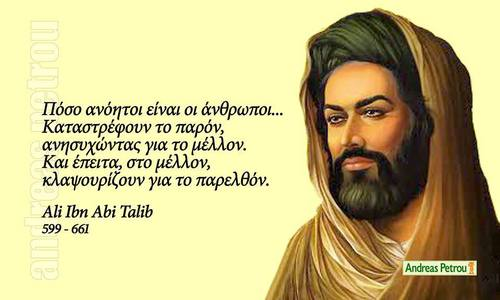 Πόσο ανόητοι είναι οι άνθρωποι...
Καταστρέφουν το παρόν,
ανησυχώντας για το μέλλον.
Και έπειτα, στο μέλλον,
κλαψουρίζουν για το παρελθόν.
Ali Ibn Abi Talib
599 - 661
andreas petrou
Andreas Petrou